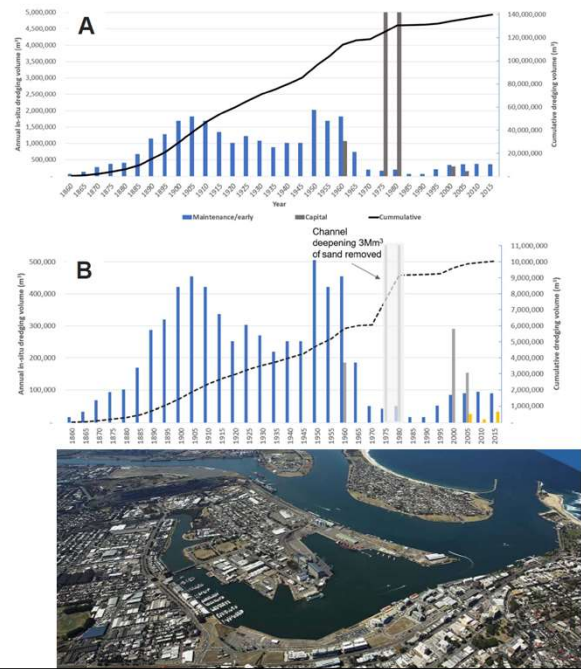 A
Annual in-situ dredging volume (m³)
5,000,000
4,500,000
4,000,000
3,500,000
3,000,000
2,500,000
2,000,000
1,500,000
1,000,000
500,000
-
140,000,000
120,000,000
100,000,000
80,000,000
60,000,000
40,000,000
20,000,000
-
Cumulative dredging volume (m³)
1860 1865 1870 1875 1880 1885 1890 1895 1900 1905 1910 1915 1920 1925 1930 1935 1940 1945 1950 1955 1960 1965 1970 1975 1980 1985 1990 1995 2000 2005 2010 2015
Year
Maintenance/early Capital Cummulative
Channel
deepening 3Mm³
of sand removed
B
Annual in-situ dredging volume (m³)
500,000
400,000
300,000
200,000
100,000
-
11,000,000
10,000,000
9,000,000
8,000,000
7,000,000
6,000,000
5,000,000
4,000,000
3,000,000
2,000,000
1,000,000
-
Cumulative dredging volume (m³)
1860 1865 1870 1875 1880 1885 1890 1895 1900 1905 1910 1915 1920 1925 1930 1935 1940 1945 1950 1955 1960 1965 1970 1975 1980 1985 1990 1995 2000 2005 2010 2015